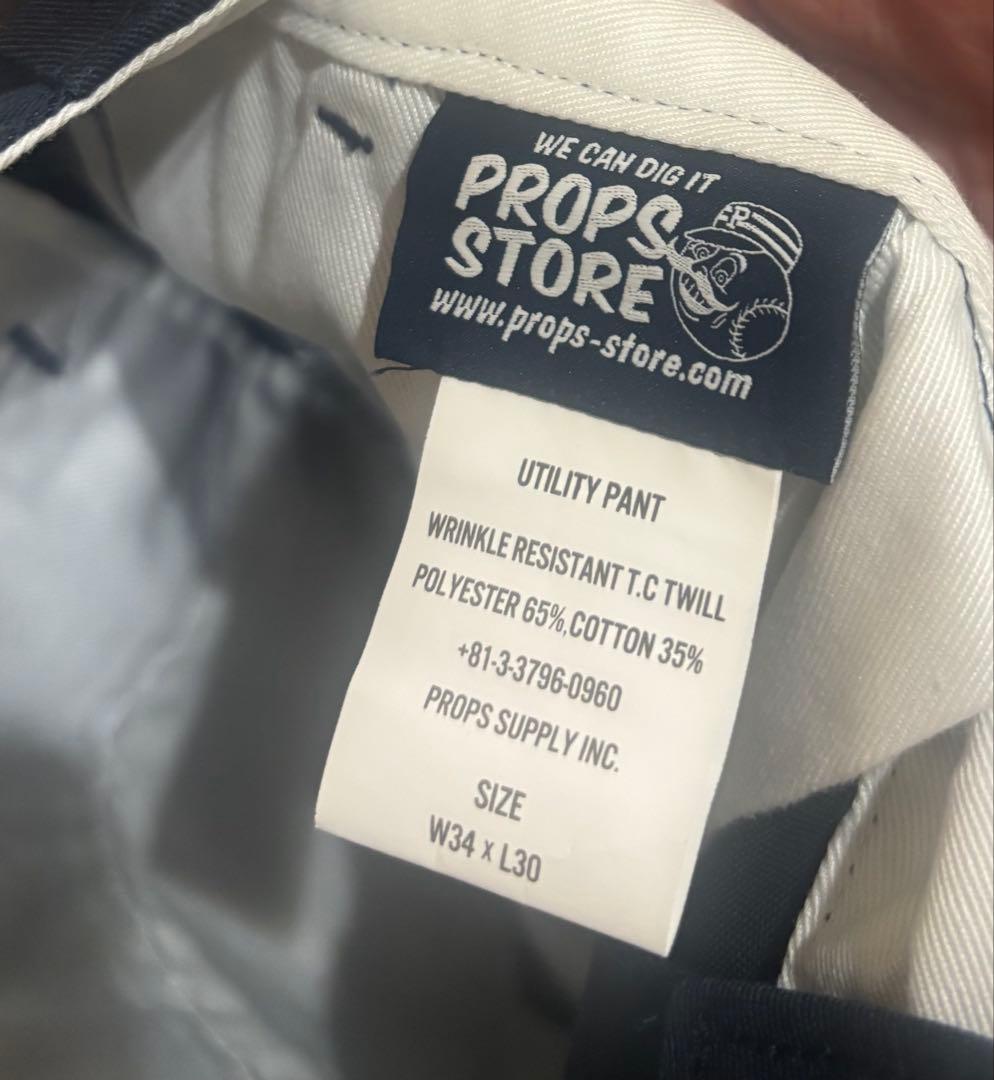 WE CAN DIG IT
PROPS
STORE
www.props-store.com
UTILITY PANT
WRINKLE RESISTANT T.C TWILL
POLYESTER 65%,COTTON 35%
+81-3-3796-0960
PROPS SUPPLY INC.
SIZE
W34 x L30